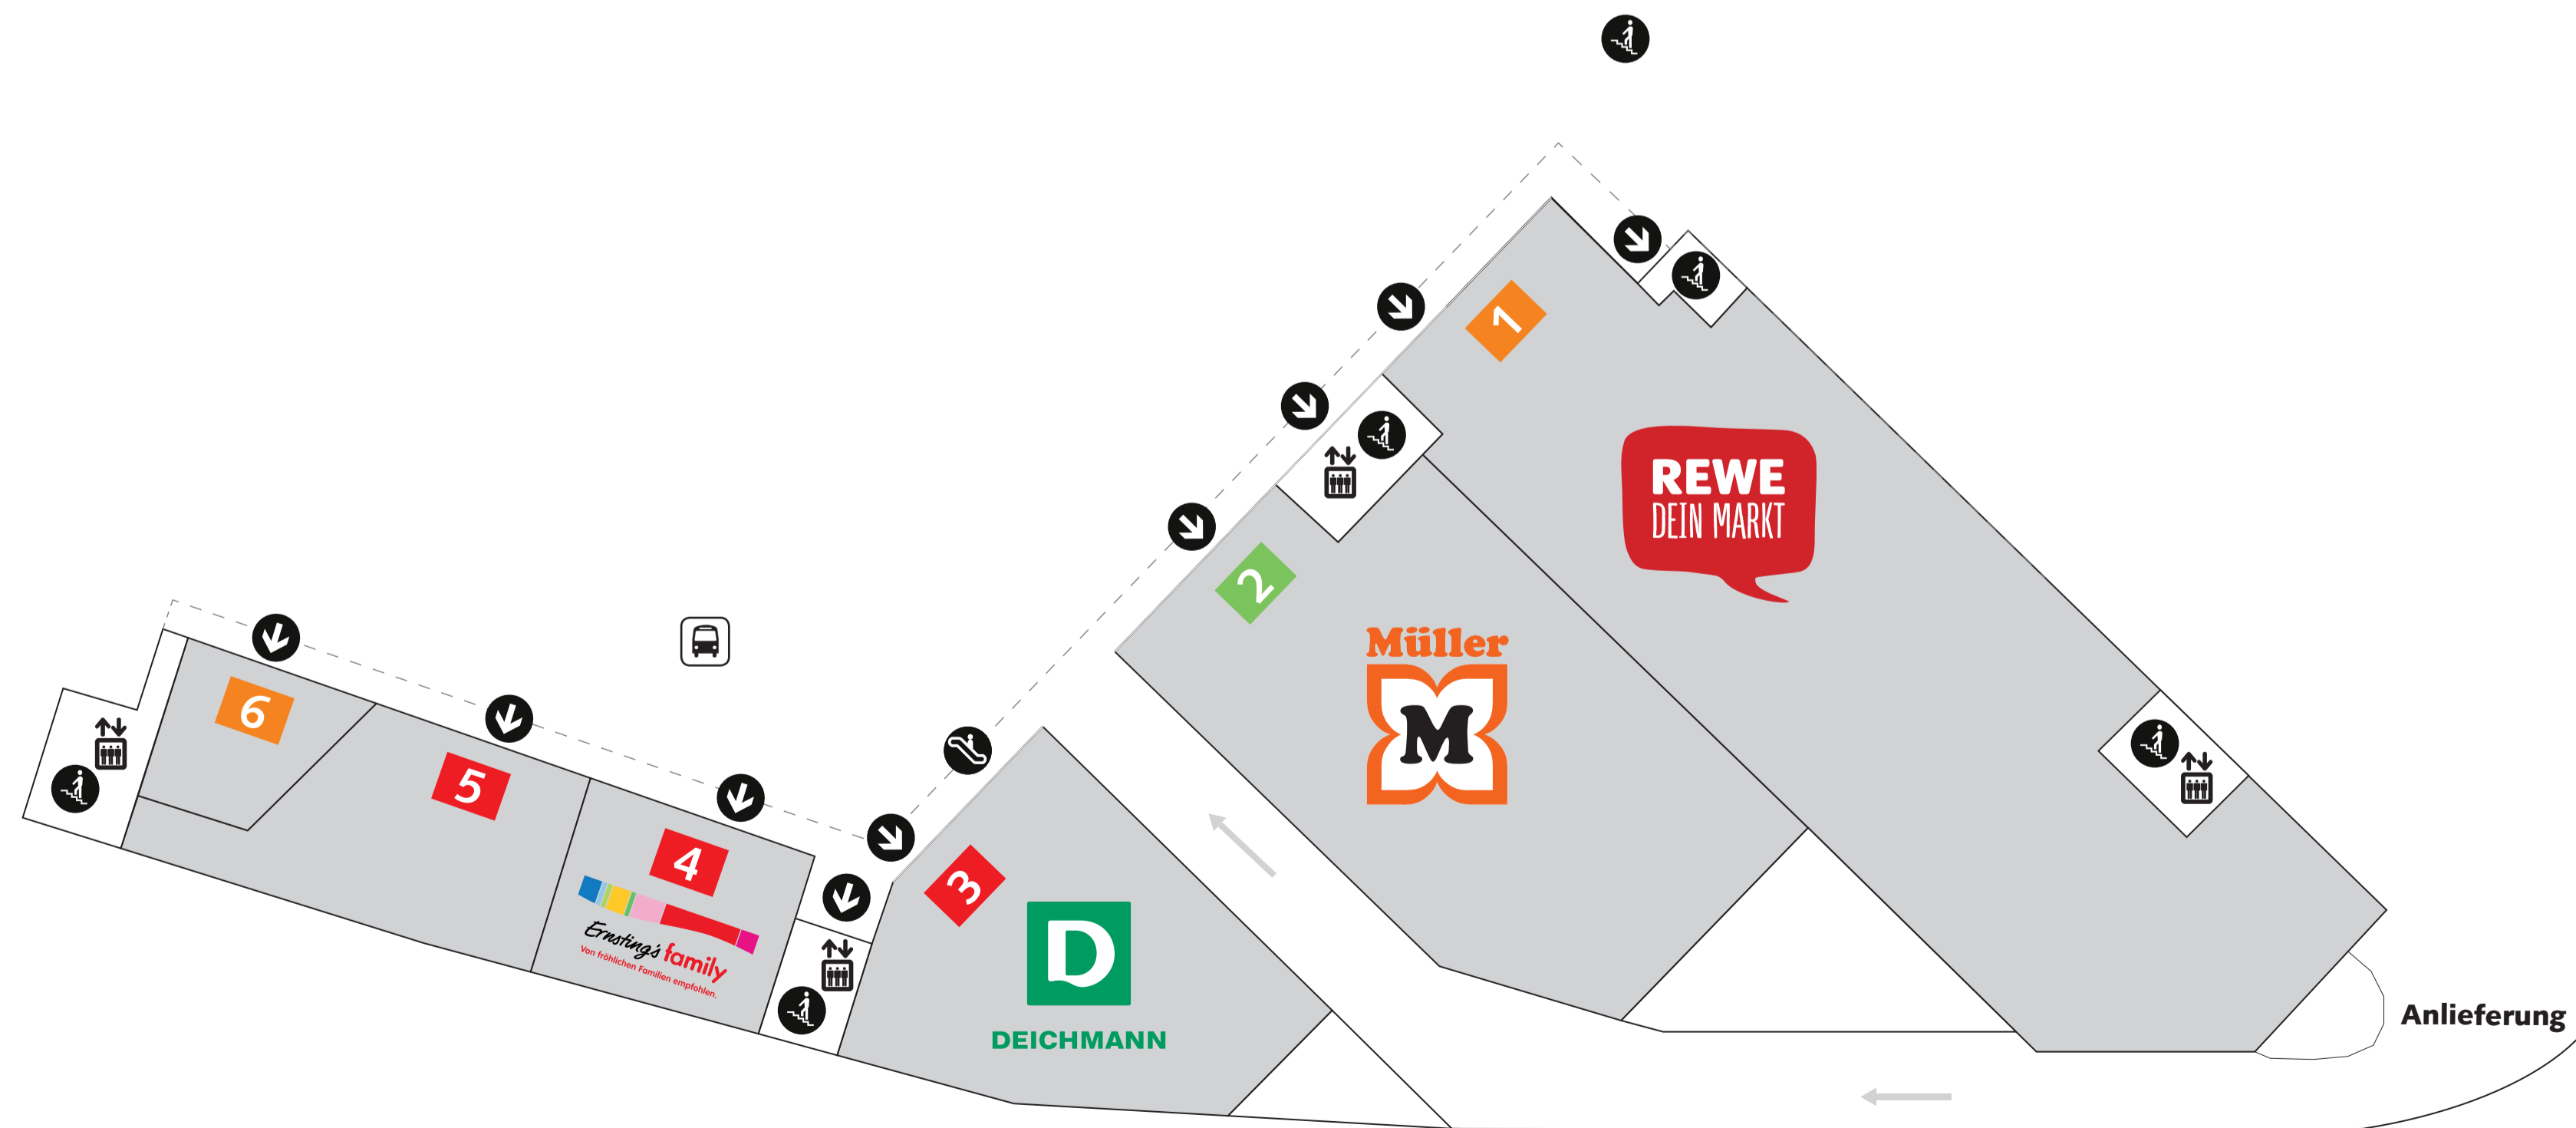 1
REWE
DEIN MARKT
2
Müller
M
6
5
4
Ernsting's family
Von fröhlichen Familien empfohlen.
3
D
DEICHMANN
Anlieferung